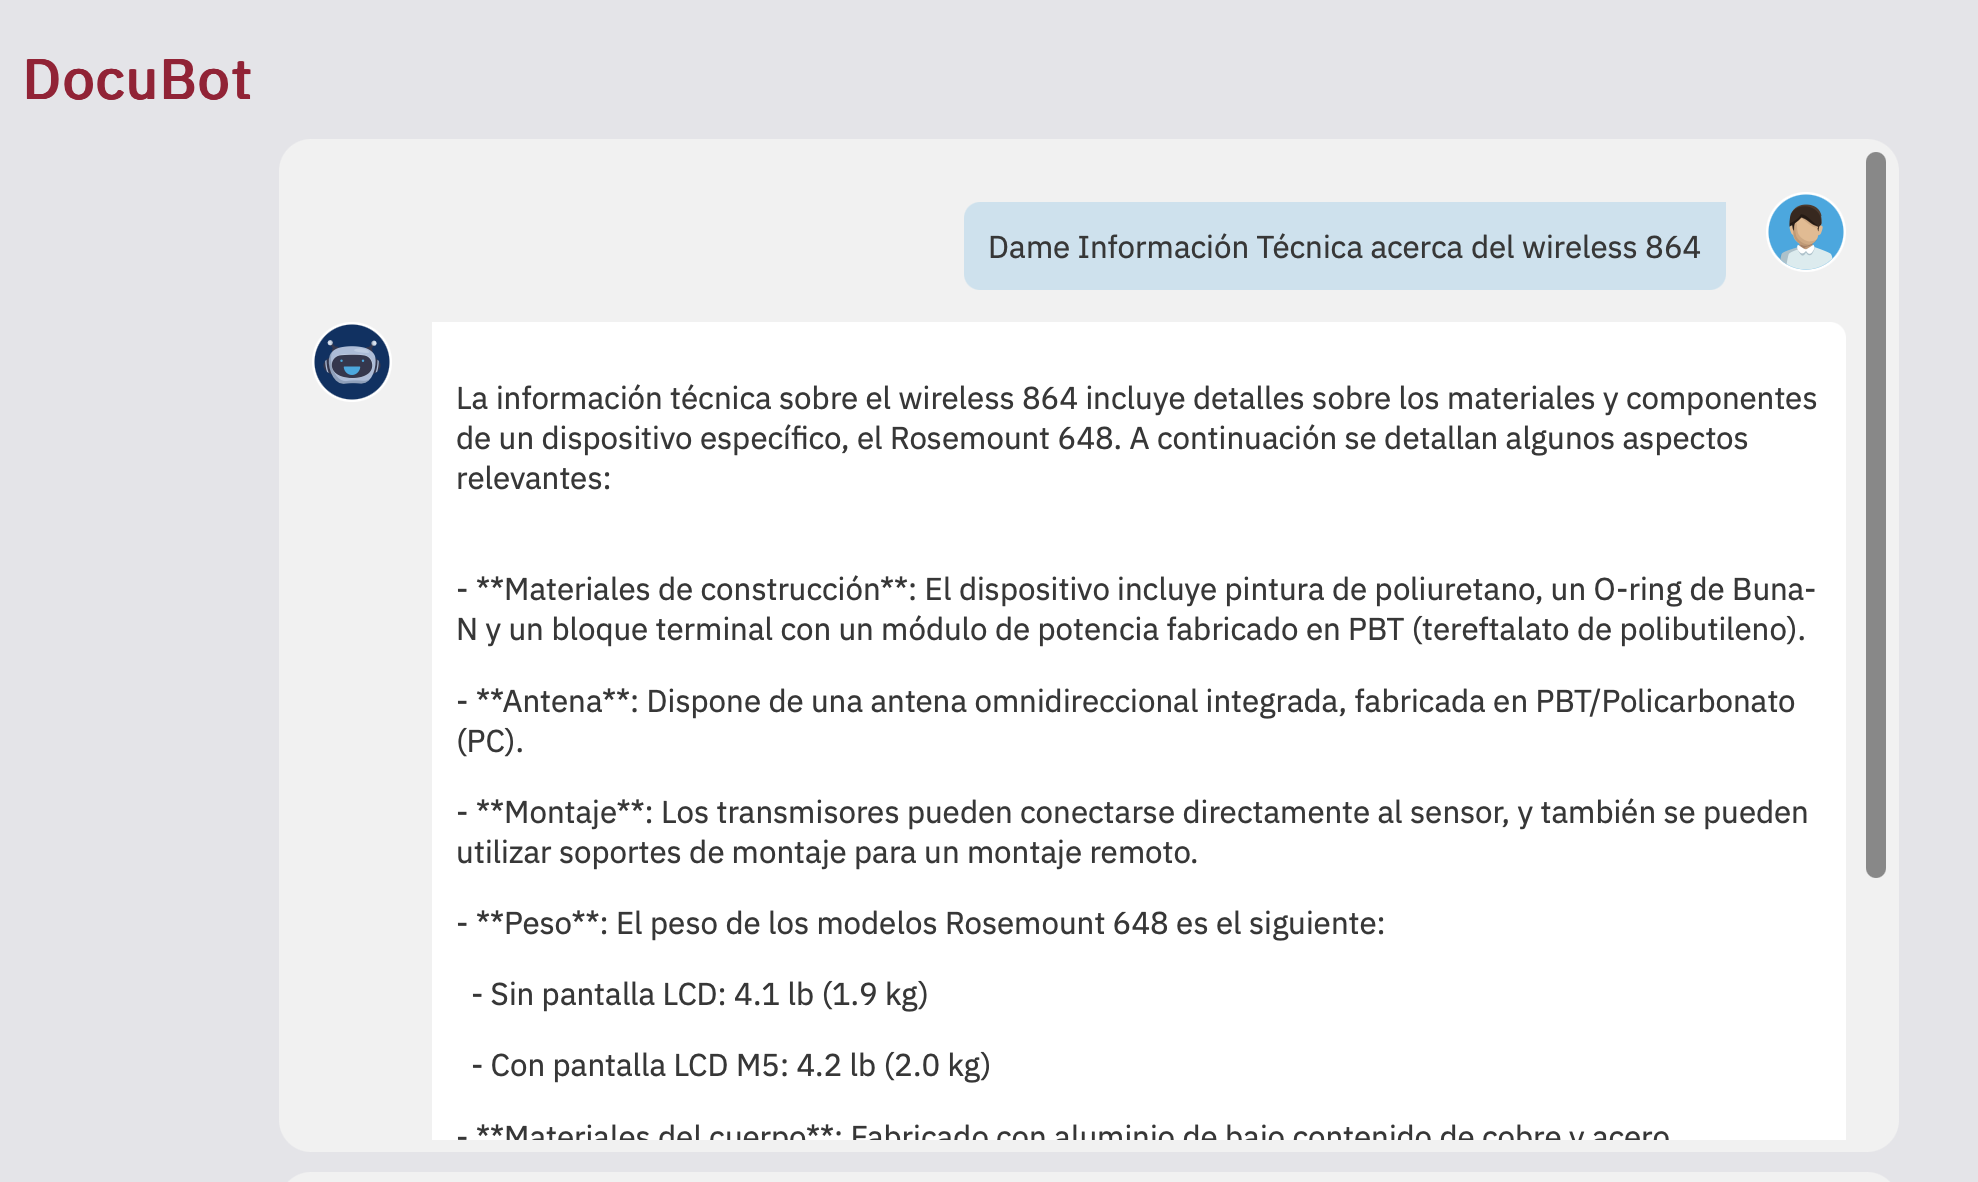 DocuBot
Dame Información Técnica acerca del wireless 864
La información técnica sobre el wireless 864 incluye detalles sobre los materiales y componentes
de un dispositivo específico, el Rosemount 648. A continuación se detallan algunos aspectos
relevantes:
- **Materiales de construcción**: El dispositivo incluye pintura de poliuretano, un O-ring de Buna-
N y un bloque terminal con un módulo de potencia fabricado en PBT (tereftalato de polibutileno).
- **Antena**: Dispone de una antena omnidireccional integrada, fabricada en PBT/Policarbonato
(PC).
- **Montaje**: Los transmisores pueden conectarse directamente al sensor, y también se pueden
utilizar soportes de montaje para un montaje remoto.
- **Peso**: El peso de los modelos Rosemount 648 es el siguiente:
- Sin pantalla LCD: 4.1 lb (1.9 kg)
- Con pantalla LCD M5: 4.2 lb (2.0 kg)
- **Materiales del cuerpo**: Fabricado con aluminio de bajo contenido de cobre y acero